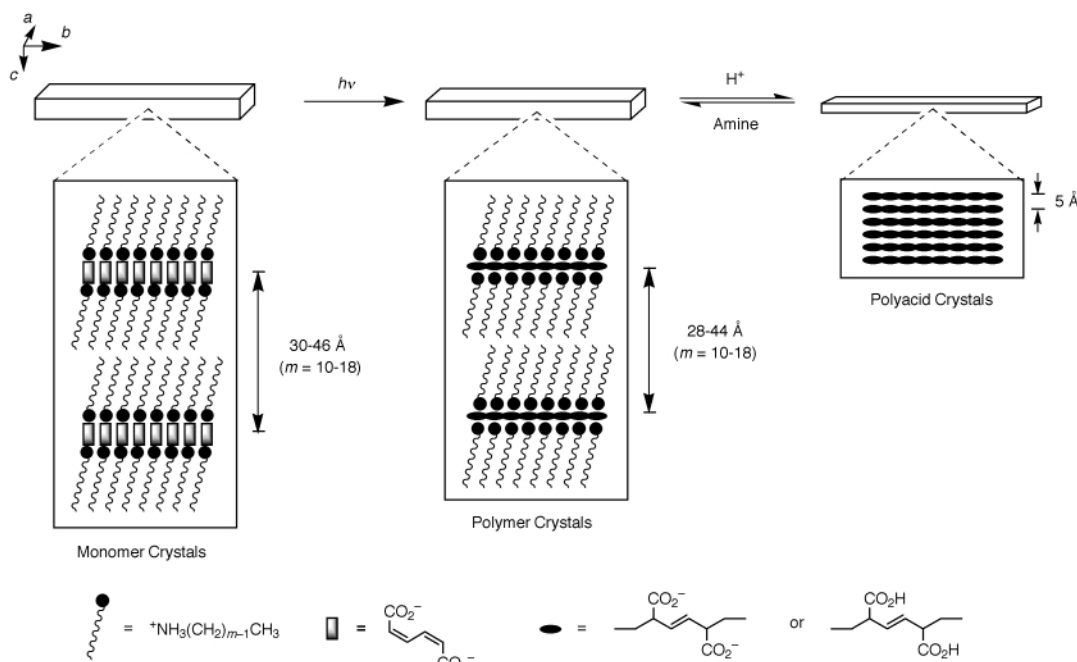 a
b
c
hν
H⁺
Amine
5 Å
Polyacid Crystals
30-46 Å
(m = 10-18)
28-44 Å
(m = 10-18)
Polymer Crystals
Monomer Crystals
= ⁺NH3(CH2)m–1CH3
=
CO2⁻
CO2⁻
=
CO2⁻
CO2⁻
or
CO2H
CO2H